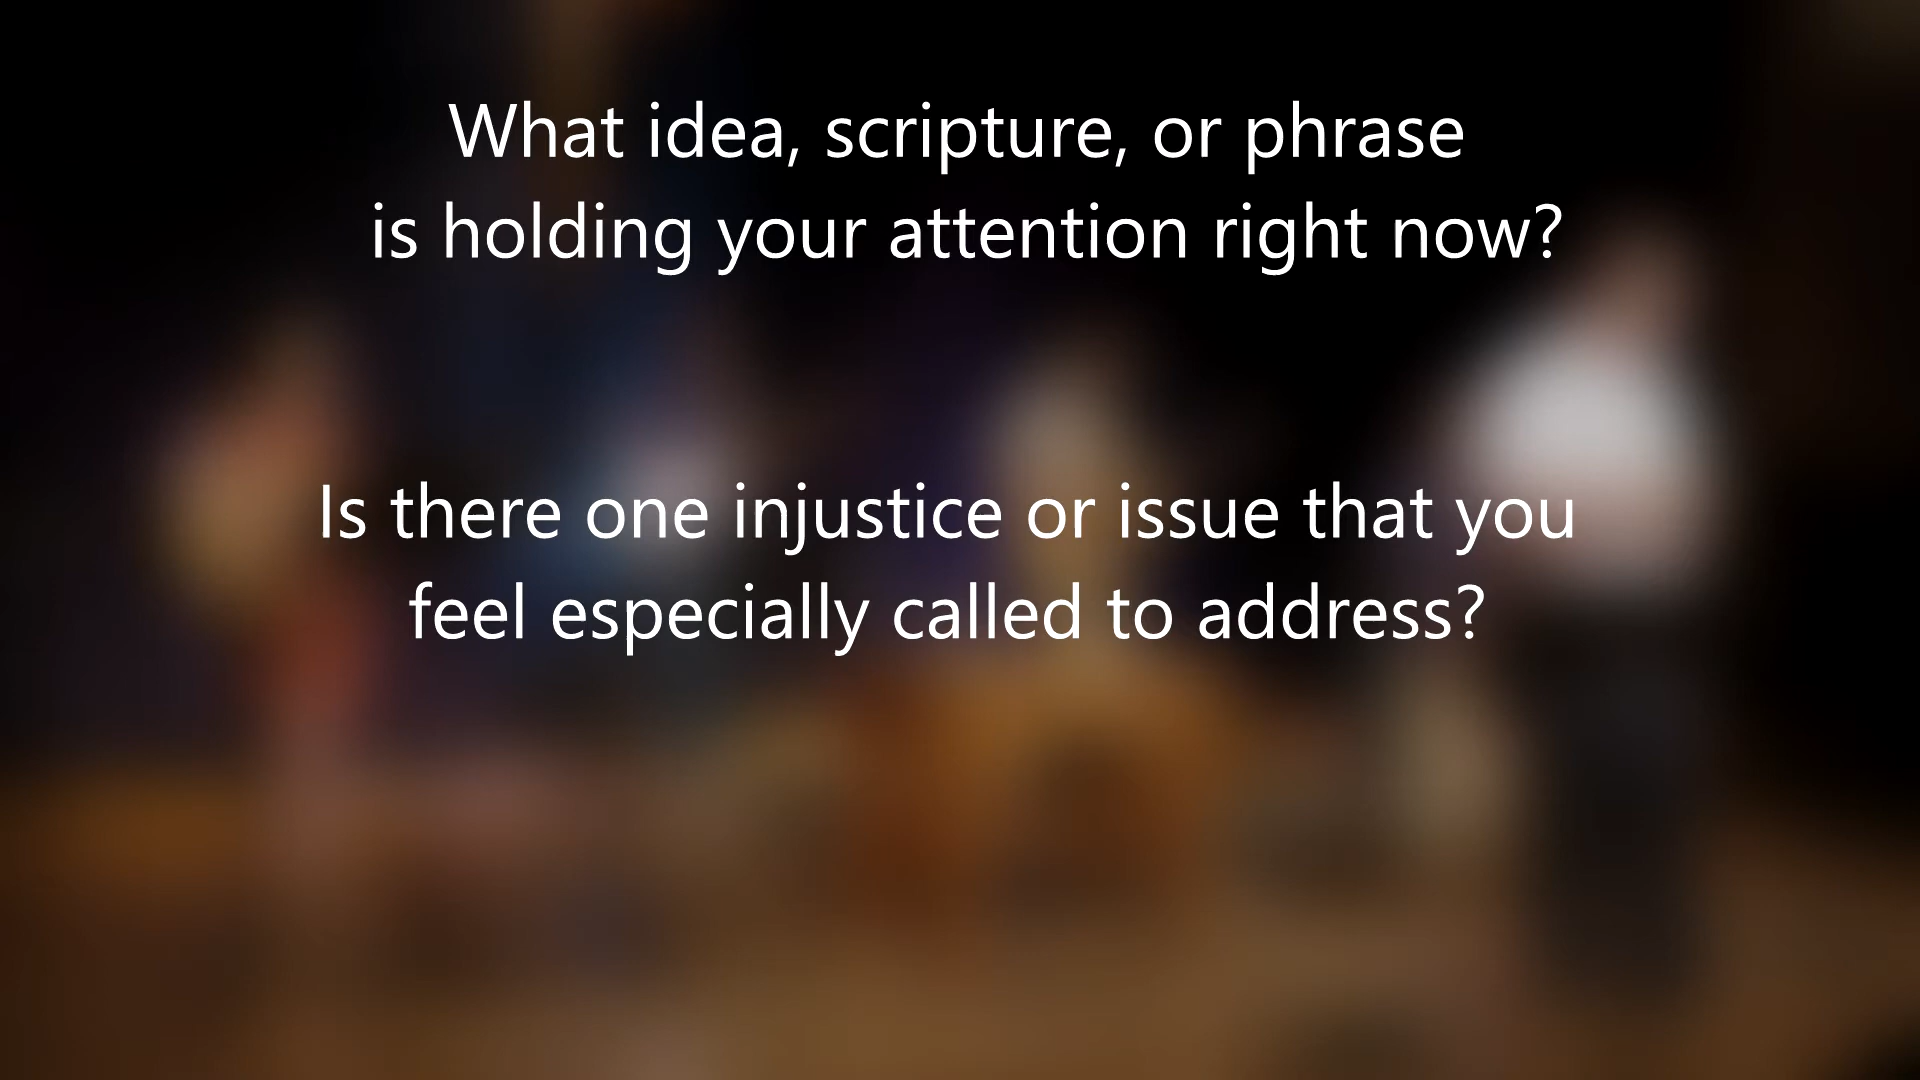 What idea, scripture, or phrase
is holding your attention right now?
Is there one injustice or issue that you
feel especially called to address?